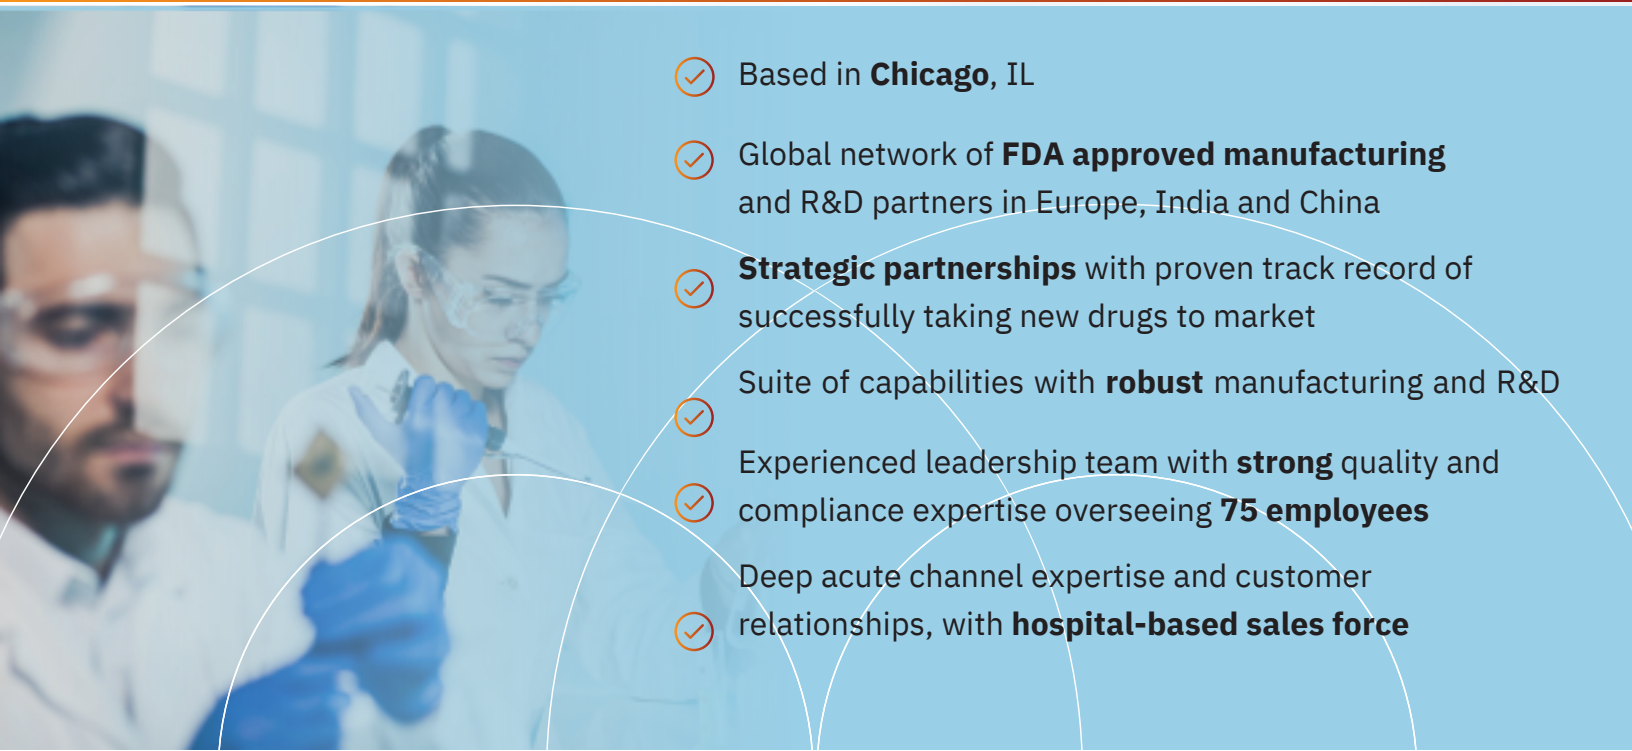 Based in Chicago, IL
Global network of FDA approved manufacturing
and R&D partners in Europe, India and China
Strategic partnerships with proven track record of
successfully taking new drugs to market
Suite of capabilities with robust manufacturing and R&D
Experienced leadership team with strong quality and
compliance expertise overseeing 75 employees
Deep acute channel expertise and customer
relationships, with hospital-based sales force